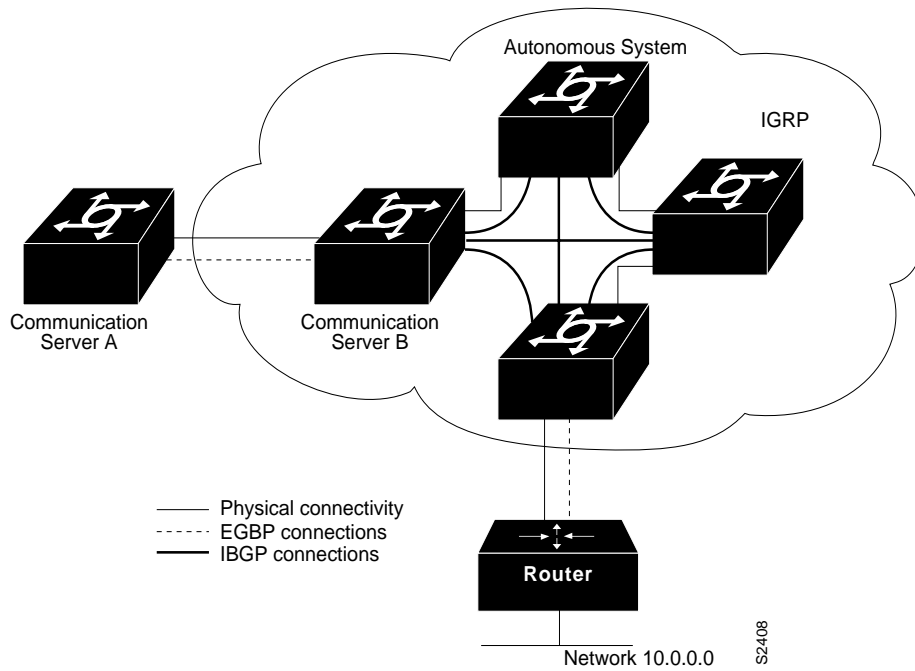 Autonomous System
IGRP
Communication
Server A
Communication
Server B
Physical connectivity
EGBP connections
IBGP connections
Router
Network 10.0.0.0
S2408